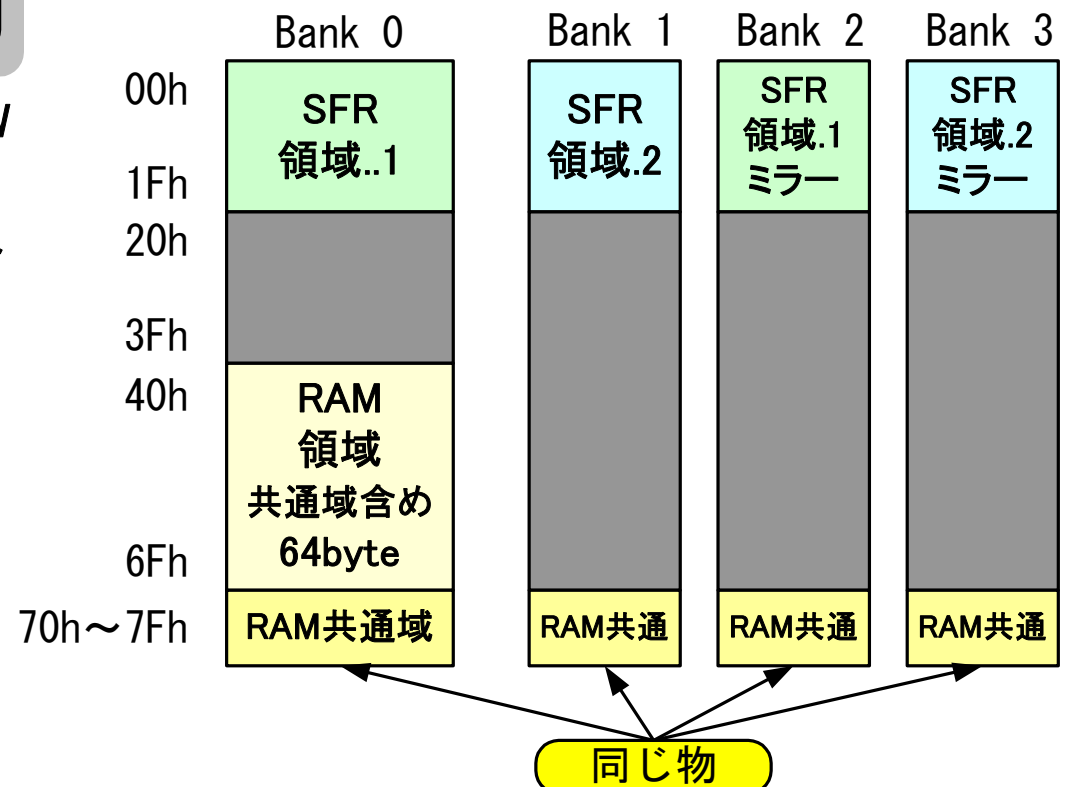 Bank 0
Bank 1
Bank 2
Bank 3
00h
1Fh
20h
3Fh
40h
6Fh
70h～7Fh
SFR
領域..1
SFR
領域.2
SFR
領域.1
ミラー
SFR
領域.2
ミラー
RAM
領域
共通域含め
64byte
RAM共通域
RAM共通
RAM共通
RAM共通
同じ物